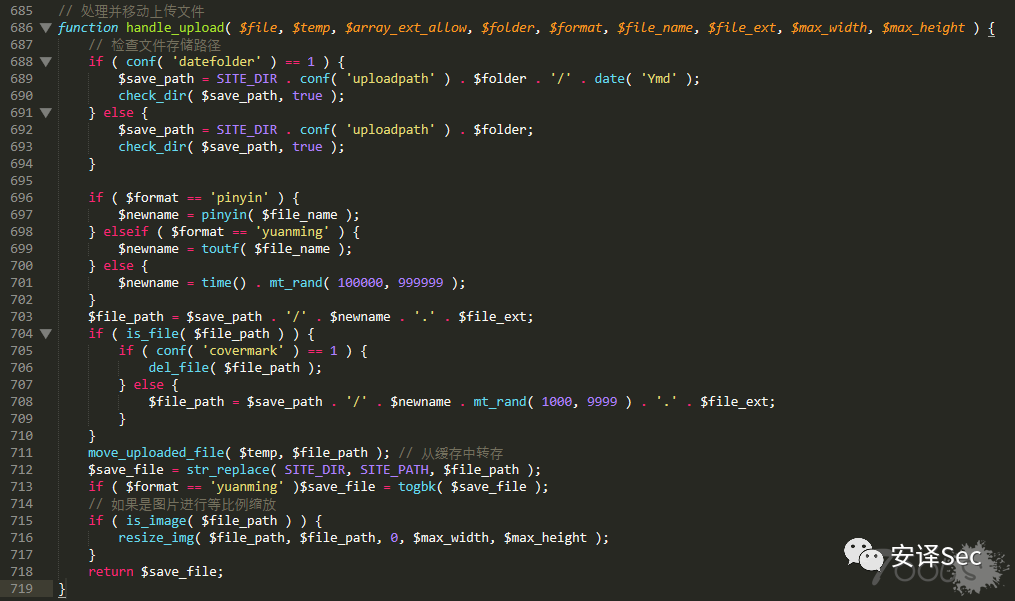 685 // 处理并移动上传文件
686 function handle_upload( $file, $temp, $array_ext_allow, $folder, $format, $file_name, $file_ext, $max_width, $max_height ) {
687 // 检查文件存储路径
688 if ( conf( 'datefolder' ) == 1 ) {
689 $save_path = SITE_DIR . conf( 'uploadpath' ) . $folder . '/' . date( 'Ymd' );
690 check_dir( $save_path, true );
691 } else {
692 $save_path = SITE_DIR . conf( 'uploadpath' ) . $folder;
693 check_dir( $save_path, true );
694 }
695
696 if ( $format == 'pinyin' ) {
697 $newname = pinyin( $file_name );
698 } elseif ( $format == 'yuanming' ) {
699 $newname = toutf( $file_name );
700 } else {
701 $newname = time() . mt_rand( 100000, 999999 );
702 }
703 $file_path = $save_path . '/' . $newname . '.' . $file_ext;
704 if ( is_file( $file_path ) ) {
705 if ( conf( 'covermark' ) == 1 ) {
706 del_file( $file_path );
707 } else {
708 $file_path = $save_path . '/' . $newname . mt_rand( 1000, 9999 ) . '.' . $file_ext;
709 }
710 }
711 move_uploaded_file( $temp, $file_path ); // 从缓存中转存
712 $save_file = str_replace( SITE_DIR, SITE_PATH, $file_path );
713 if ( $format == 'yuanming' )$save_file = togbk( $save_file );
714 // 如果是图片进行等比例缩放
715 if ( is_image( $file_path ) ) {
716 resize_img( $file_path, $file_path, 0, $max_width, $max_height );
717 }
718 return $save_file;
719 }
安译Sec